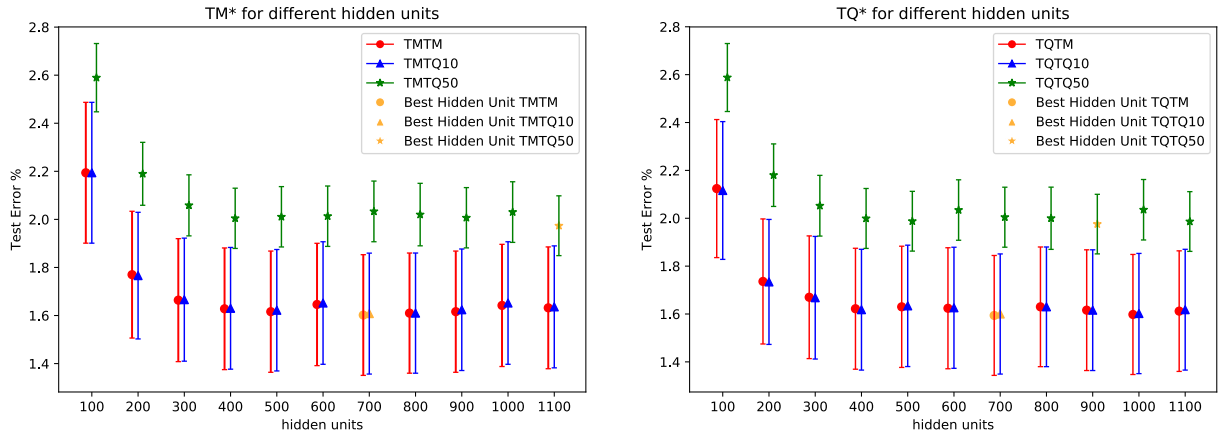 TM* for different hidden units
Test Error %
2.8
2.6
2.4
2.2
2.0
1.8
1.6
1.4
TMTM
TMTQ10
TMTQ50
Best Hidden Unit TMTM
Best Hidden Unit TMTQ10
Best Hidden Unit TMTQ50
100 200 300 400 500 600 700 800 900 1000 1100
hidden units
TQ* for different hidden units
Test Error %
2.8
2.6
2.4
2.2
2.0
1.8
1.6
1.4
TQTM
TQTQ10
TQTQ50
Best Hidden Unit TQTM
Best Hidden Unit TQTQ10
Best Hidden Unit TQTQ50
100 200 300 400 500 600 700 800 900 1000 1100
hidden units